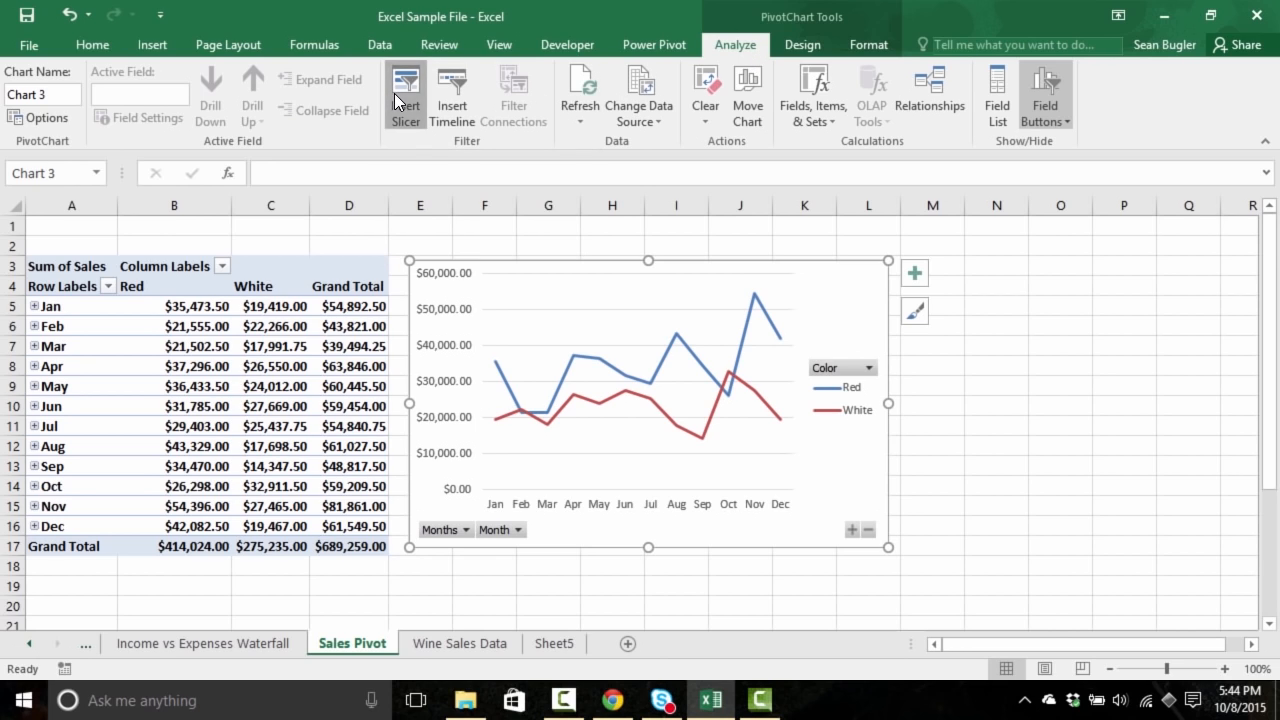 Excel Sample File - Excel
PivotChart Tools
File Home Insert Page Layout Formulas Data Review View Developer Power Pivot Analyze Design Format Tell me what you want to do... Sean Bugler Share
Chart Name:
Chart 3
Options
PivotChart
Active Field:
Field Settings
Drill Down
Drill Up
Expand Field
Collapse Field
Active Field
Slicer
Insert Timeline
Filter Connections
Filter
Refresh
Change Data Source
Data
Clear
Move Chart
Actions
Fields, Items, & Sets
OLAP Tools
Relationships
Calculations
Field List
Field Buttons
Show/Hide
Chart 3
fx
A B C D E F G H I J K L M N O P Q R
1
2
3 Sum of Sales Column Labels
4 Row Labels Red White Grand Total
5 Jan $35,473.50 $19,419.00 $54,892.50
6 Feb $21,555.00 $22,266.00 $43,821.00
7 Mar $21,502.50 $17,991.75 $39,494.25
8 Apr $37,296.00 $26,550.00 $63,846.00
9 May $36,433.50 $24,012.00 $60,445.50
10 Jun $31,785.00 $27,669.00 $59,454.00
11 Jul $29,403.00 $25,437.75 $54,840.75
12 Aug $43,329.00 $17,698.50 $61,027.50
13 Sep $34,470.00 $14,347.50 $48,817.50
14 Oct $26,298.00 $32,911.50 $59,209.50
15 Nov $54,396.00 $27,465.00 $81,861.00
16 Dec $42,082.50 $19,467.00 $61,549.50
17 Grand Total $414,024.00 $275,235.00 $689,259.00
18
19
20
21
$60,000.00
$50,000.00
$40,000.00
$30,000.00
$20,000.00
$10,000.00
$0.00
Jan Feb Mar Apr May Jun Jul Aug Sep Oct Nov Dec
Color
Red
White
Months Month
... Income vs Expenses Waterfall Sales Pivot Wine Sales Data Sheet5
Ready
100%
Ask me anything
5:44 PM
10/8/2015